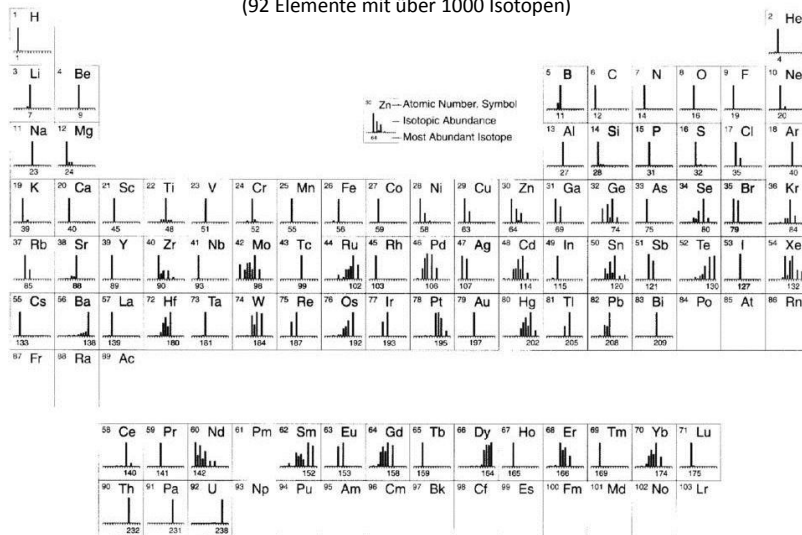 (92 Elemente mit über 1000 Isotopen)
1 H
2 He
1
4
3 Li
4 Be
30 Zn — Atomic Number, Symbol
— Isotopic Abundance
64 — Most Abundant Isotope
5 B
6 C
7 N
8 O
9 F
10 Ne
7
9
11
12
14
16
19
20
11 Na
12 Mg
13 Al
14 Si
15 P
16 S
17 Cl
18 Ar
23
24
27
28
31
32
35
40
19 K
20 Ca
21 Sc
22 Ti
23 V
24 Cr
25 Mn
26 Fe
27 Co
28 Ni
29 Cu
30 Zn
31 Ga
32 Ge
33 As
34 Se
35 Br
36 Kr
39
40
45
48
51
52
55
56
59
58
63
64
69
74
75
80
79
84
37 Rb
38 Sr
39 Y
40 Zr
41 Nb
42 Mo
43 Tc
44 Ru
45 Rh
46 Pd
47 Ag
48 Cd
49 In
50 Sn
51 Sb
52 Te
53 I
54 Xe
85
88
89
90
93
98
99
102
103
106
107
114
115
120
121
130
127
132
55 Cs
56 Ba
57 La
72 Hf
73 Ta
74 W
75 Re
76 Os
77 Ir
78 Pt
79 Au
80 Hg
81 Tl
82 Pb
83 Bi
84 Po
85 At
86 Rn
133
138
139
180
181
184
187
192
193
195
197
202
205
208
209
87 Fr
88 Ra
89 Ac
58 Ce
59 Pr
60 Nd
61 Pm
62 Sm
63 Eu
64 Gd
65 Tb
66 Dy
67 Ho
68 Er
69 Tm
70 Yb
71 Lu
140
141
142
152
153
158
159
164
165
166
169
174
175
90 Th
91 Pa
92 U
93 Np
94 Pu
95 Am
96 Cm
97 Bk
98 Cf
99 Es
100 Fm
101 Md
102 No
103 Lr
232
231
238